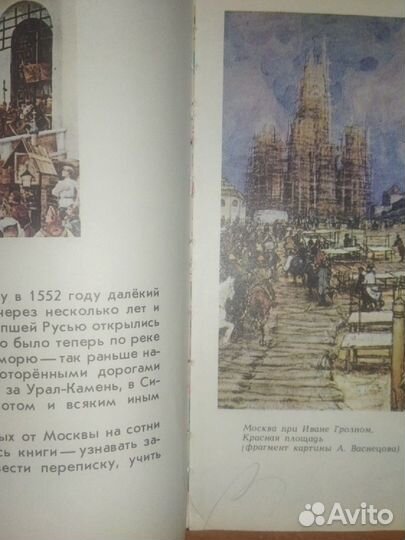 у в 1552 году далёкий
через несколько лет и
пшей Русью открылись
о было теперь по реке
морю — так раньше на-
оторёнными дорогами
за Урал-Камень, в Си-
отом и всяким иным
ых от Москвы на сотни
сь книги — узнавать за-
вести переписку, учить
Москва при Иване Грозном.
Красная площадь
(фрагмент картины А. Васнецова)
Avito